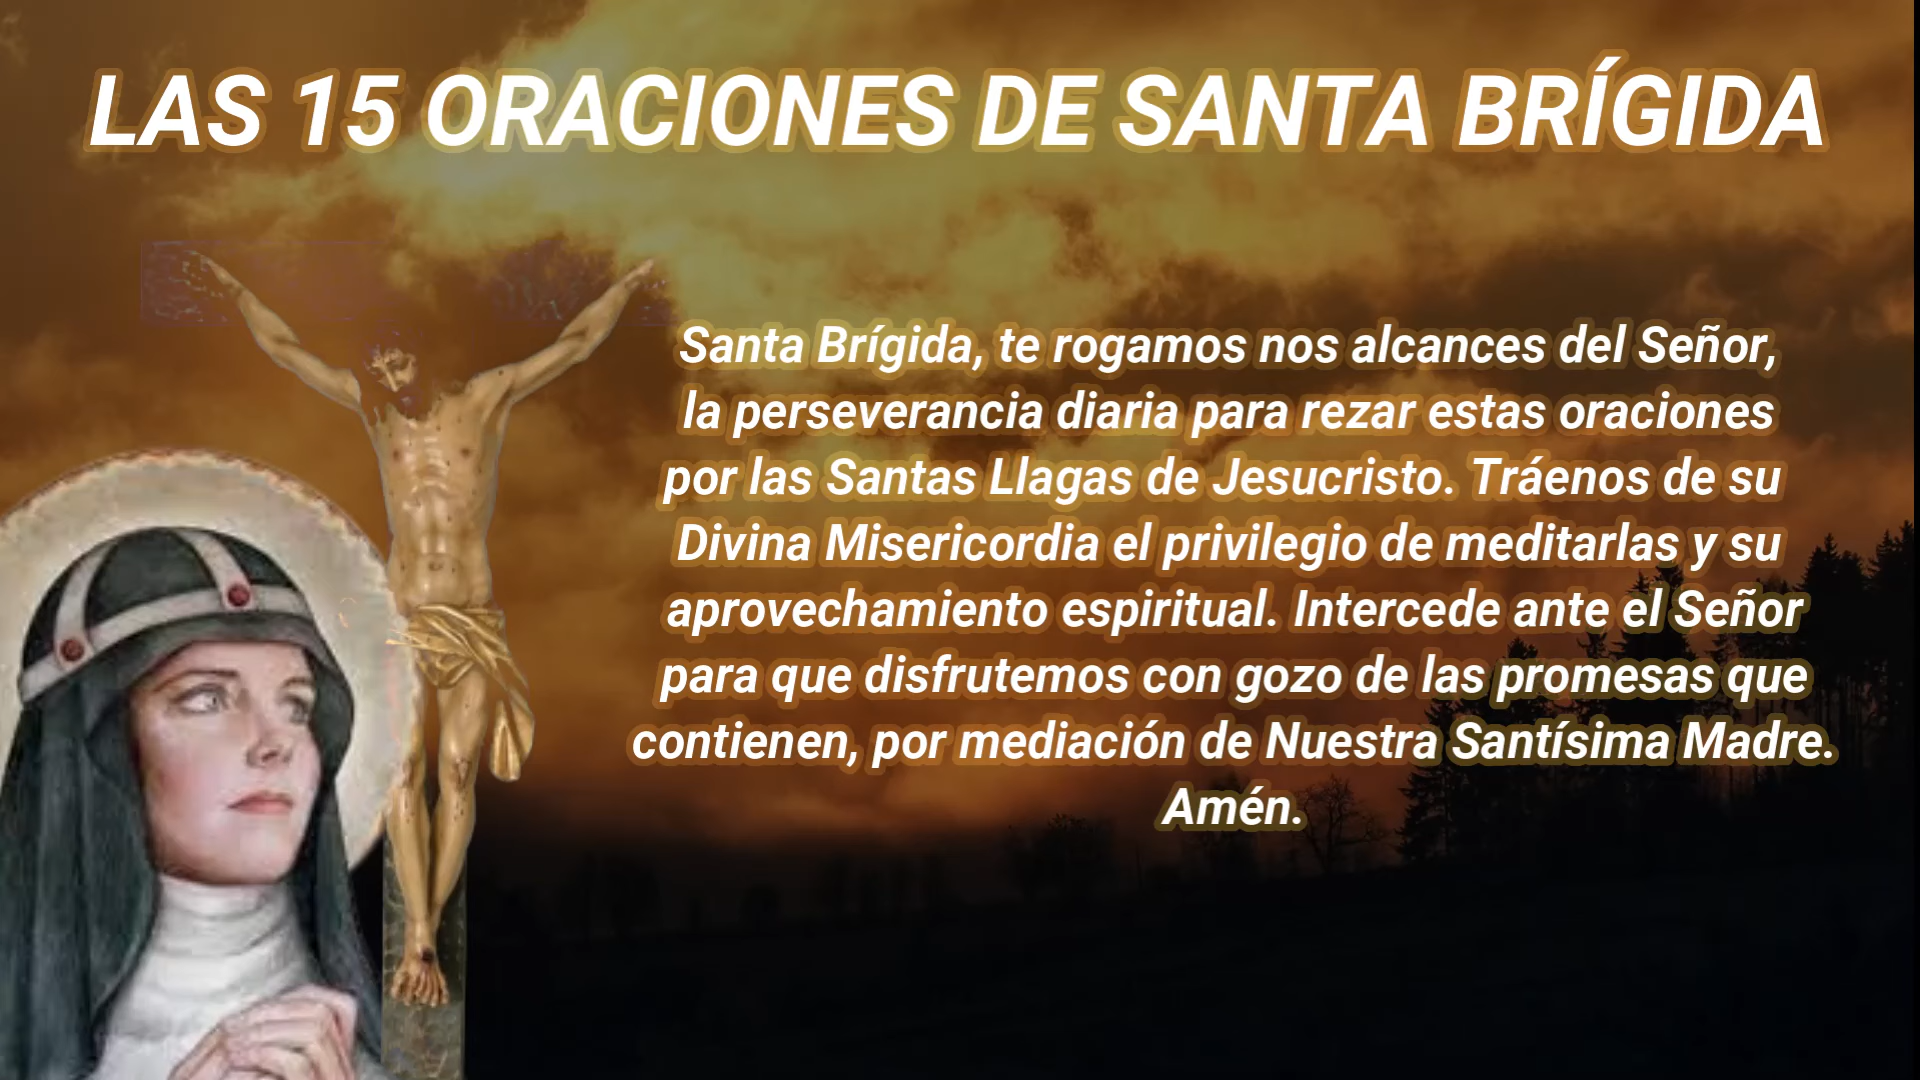 LAS 15 ORACIONES DE SANTA BRÍGIDA
Santa Brígida, te rogamos nos alcances del Señor,
la perseverancia diaria para rezar estas oraciones
por las Santas Llagas de Jesucristo. Tráenos de su
Divina Misericordia el privilegio de meditarlas y su
aprovechamiento espiritual. Intercede ante el Señor
para que disfrutemos con gozo de las promesas que
contienen, por mediación de Nuestra Santísima Madre.
Amén.